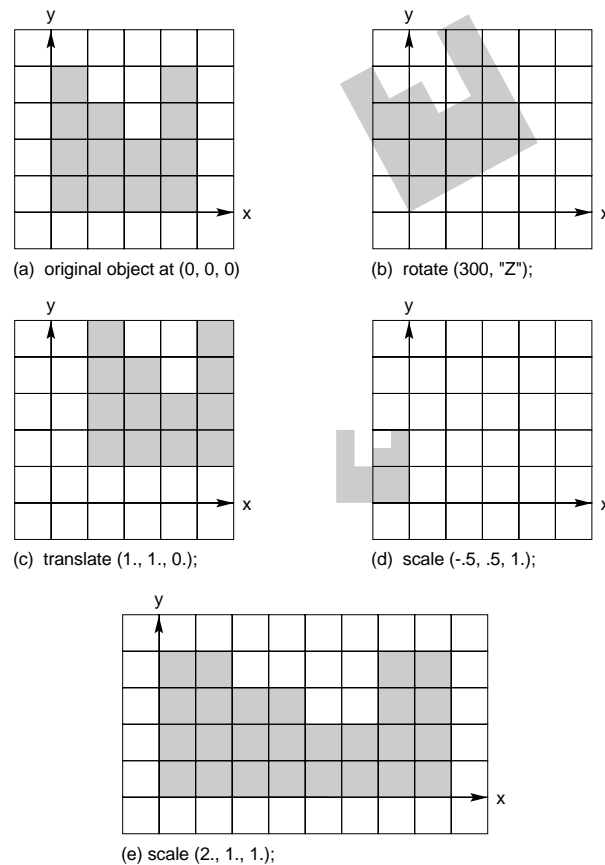 y
y
x
x
(a) original object at (0, 0, 0)
(b) rotate (300, "Z");
y
y
x
x
(c) translate (1., 1., 0.);
(d) scale (-.5, .5, 1.);
y
x
(e) scale (2., 1., 1.);